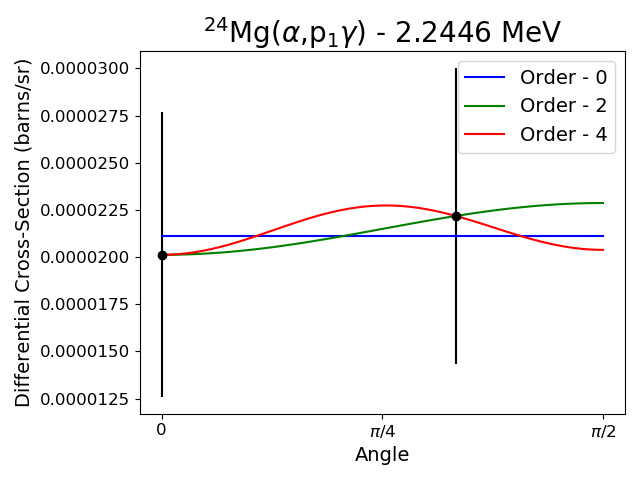 ²⁴Mg(α,p₁γ) - 2.2446 MeV
Differential Cross-Section (barns/sr)
0.0000300
0.0000275
0.0000250
0.0000225
0.0000200
0.0000175
0.0000150
0.0000125
Order - 0
Order - 2
Order - 4
0
π/4
π/2
Angle